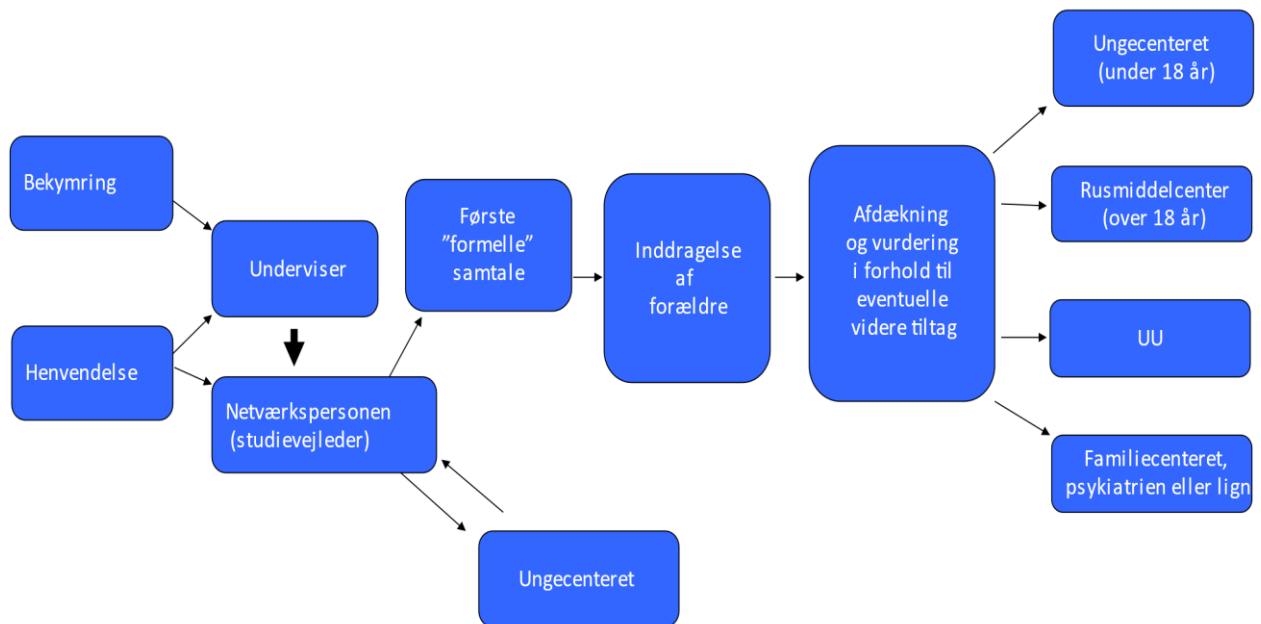 Bekymring
Henvendelse
Underviser
Netværkspersonen
(studievejleder)
Ungecenteret
Første
”formelle”
samtale
Inddragelse
af
forældre
Afdækning
og vurdering
i forhold til
eventuelle
videre tiltag
Ungecenteret
(under 18 år)
Rusmiddelcenter
(over 18 år)
UU
Familiecenteret,
psykiatrien eller lign